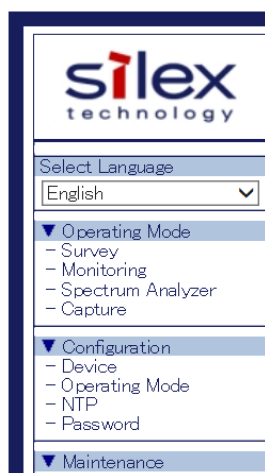 silex
technology
Select Language
English
▼ Operating Mode
– Survey
– Monitoring
– Spectrum Analyzer
– Capture
▼ Configuration
– Device
– Operating Mode
– NTP
– Password
▼ Maintenance